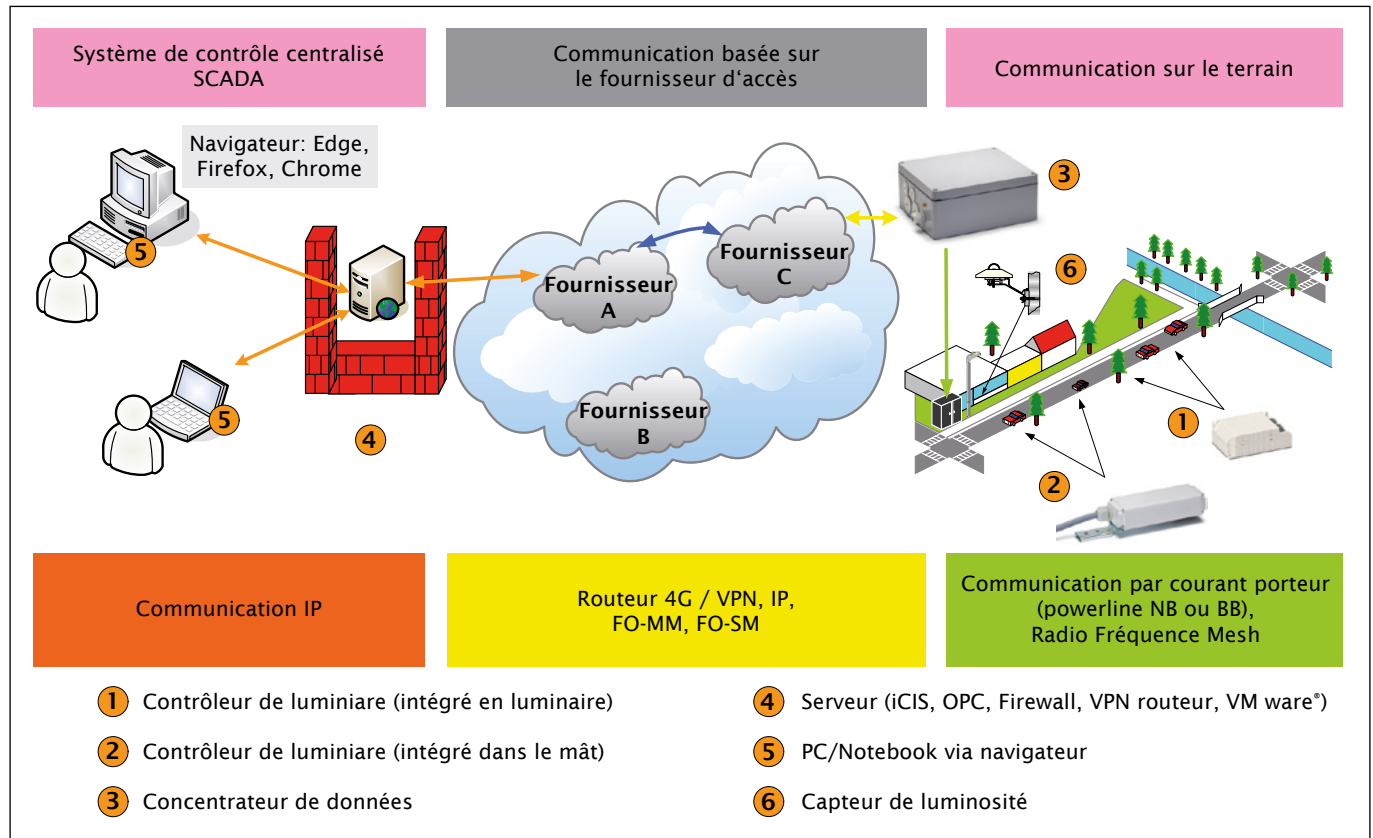 Système de contrôle centralisé
SCADA
Communication basée sur
le fournisseur d‘accès
Communication sur le terrain
Navigateur: Edge,
Firefox, Chrome
5
5
4
Fournisseur
A
Fournisseur
C
Fournisseur
B
3
6
1
2
Communication IP
Routeur 4G / VPN, IP,
FO-MM, FO-SM
Communication par courant porteur
(powerline NB ou BB),
Radio Fréquence Mesh
1 Contrôleur de luminiare (intégré en luminaire)
2 Contrôleur de luminiare (intégré dans le mât)
3 Concentrateur de données
4 Serveur (iCIS, OPC, Firewall, VPN routeur, VM ware®)
5 PC/Notebook via navigateur
6 Capteur de luminosité